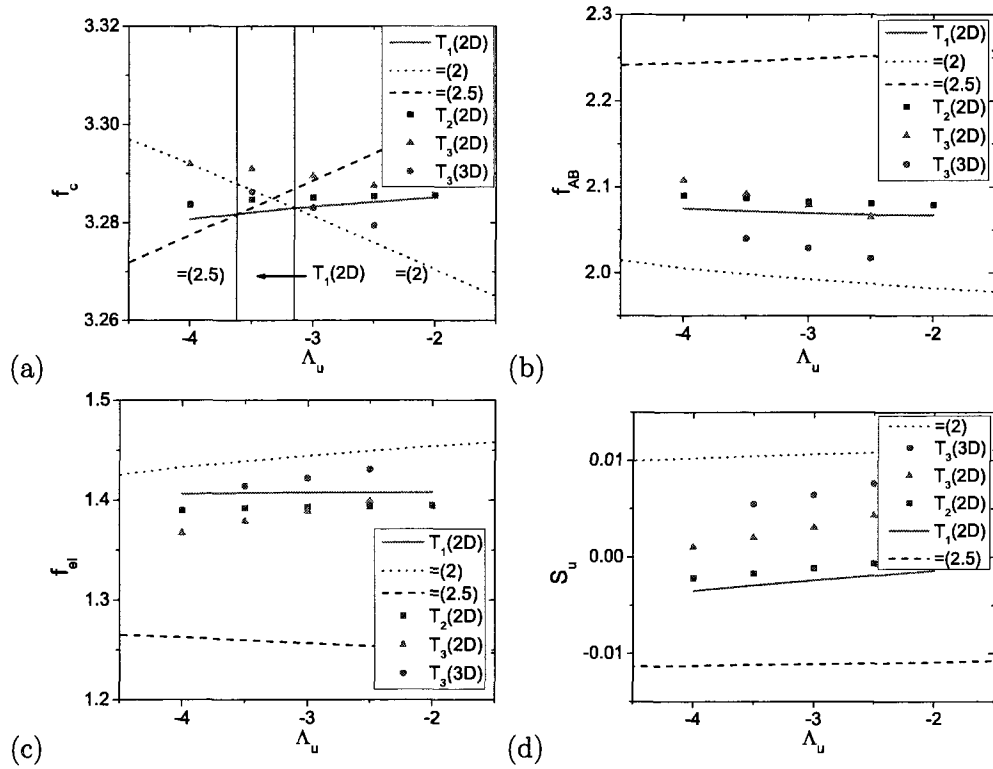 3.32
3.30
3.28
3.26
f_c
T_1(2D)
=(2)
=(2.5)
T_2(2D)
T_3(2D)
T_3(3D)
=(2.5)
T_1(2D)
=(2)
-4
-3
-2
Λ_u
(a)
2.3
2.2
2.1
2.0
f_AB
T_1(2D)
=(2)
=(2.5)
T_2(2D)
T_3(2D)
T_3(3D)
-4
-3
-2
Λ_u
(b)
1.5
1.4
1.3
1.2
f_el
T_1(2D)
=(2)
=(2.5)
T_2(2D)
T_3(2D)
T_3(3D)
-4
-3
-2
Λ_u
(c)
0.01
0.00
-0.01
S_u
=(2)
T_3(3D)
T_3(2D)
T_2(2D)
T_1(2D)
=(2.5)
-4
-3
-2
Λ_u
(d)